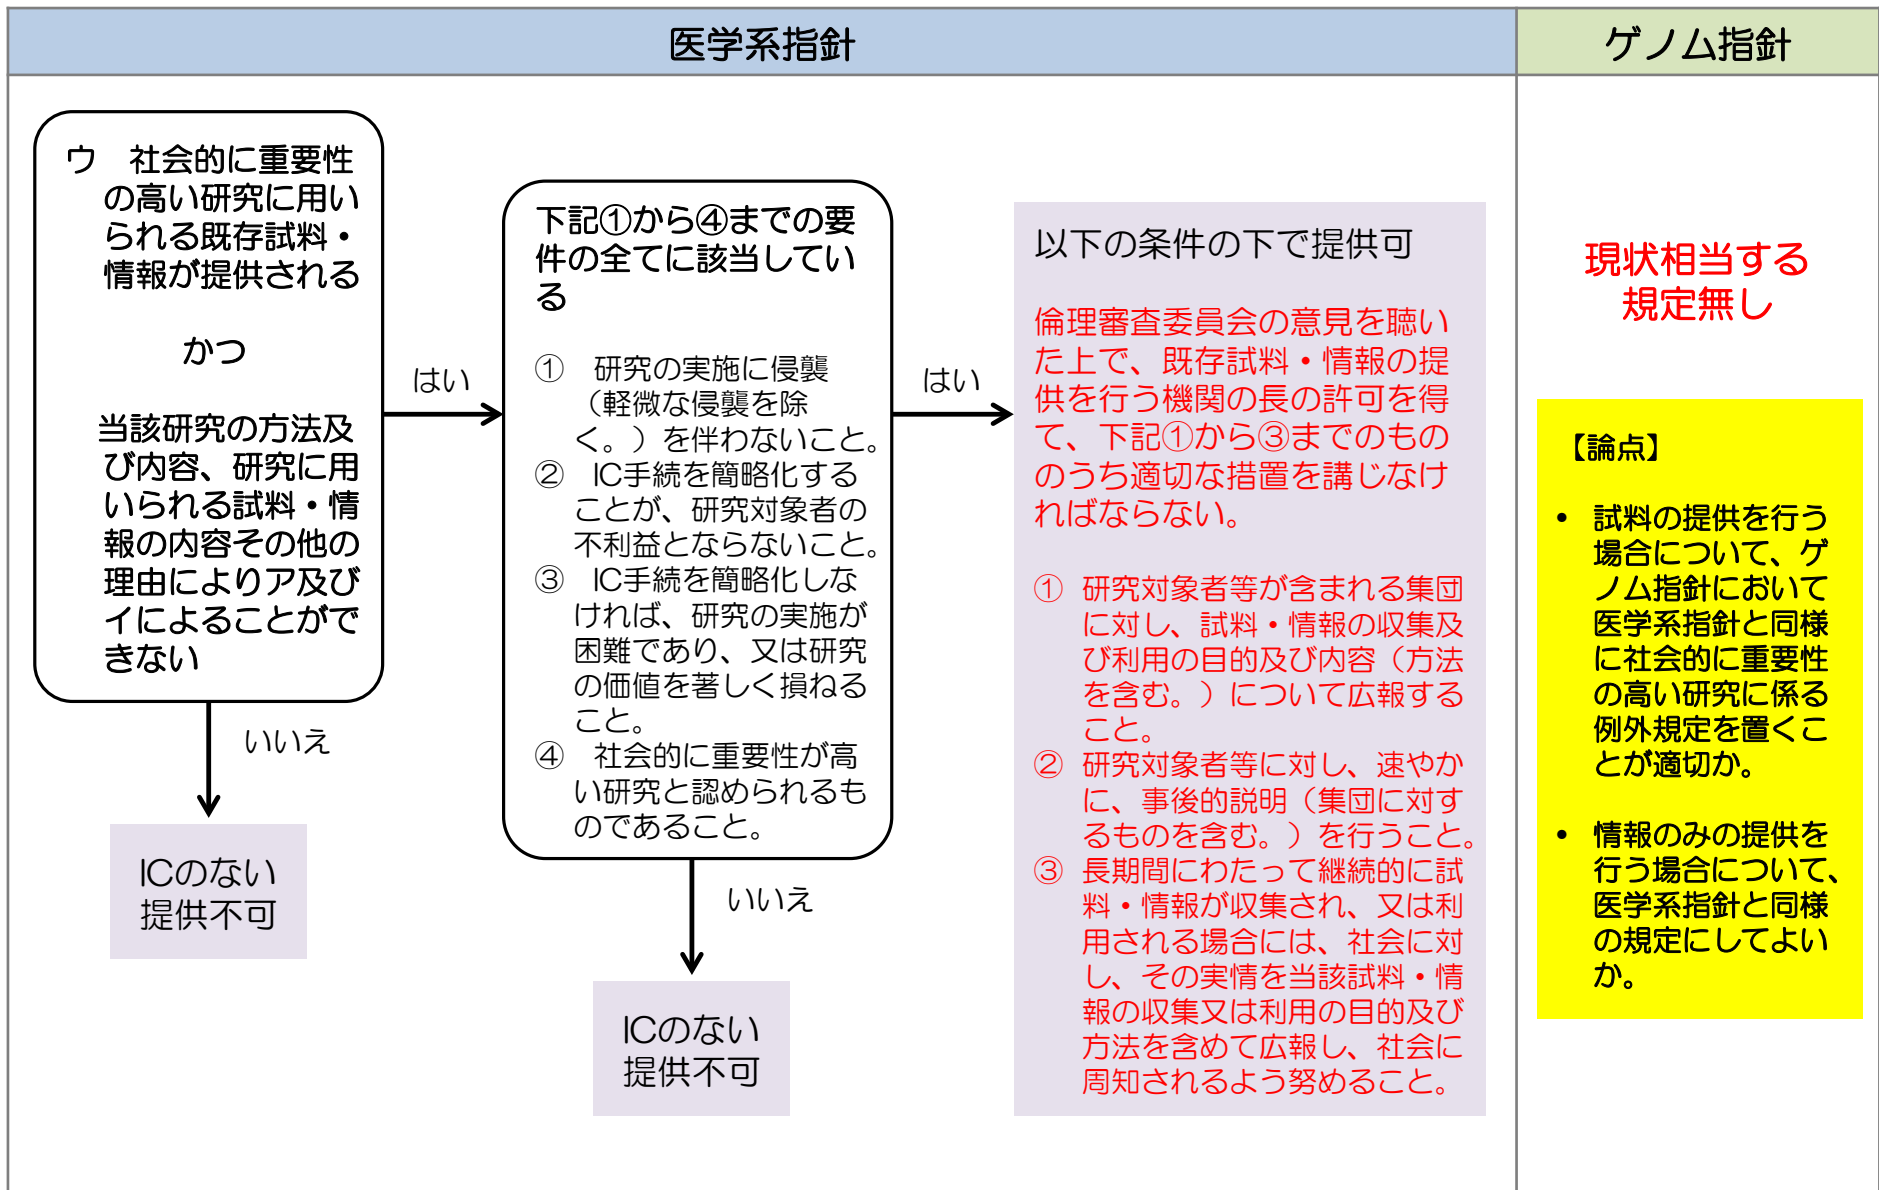 医学系指針
ゲノム指針
ウ　社会的に重要性
の高い研究に用い
られる既存試料・
情報が提供される
かつ
当該研究の方法及
び内容、研究に用
いられる試料・情
報の内容その他の
理由によりア及び
イによることがで
きない
はい
いいえ
ICのない
提供不可
下記①から④までの要
件の全てに該当してい
る
①　研究の実施に侵襲
（軽微な侵襲を除
く。）を伴わないこと。
②　IC手続を簡略化する
ことが、研究対象者の
不利益とならないこと。
③　IC手続を簡略化しな
ければ、研究の実施が
困難であり、又は研究
の価値を著しく損ねる
こと。
④　社会的に重要性が高
い研究と認められるも
のであること。
はい
いいえ
ICのない
提供不可
以下の条件の下で提供可
倫理審査委員会の意見を聴い
た上で、既存試料・情報の提
供を行う機関の長の許可を得
て、下記①から③までのもの
のうち適切な措置を講じなけ
ればならない。
①　研究対象者等が含まれる集団
に対し、試料・情報の収集及
び利用の目的及び内容（方法
を含む。）について広報する
こと。
②　研究対象者等に対し、速やか
に、事後的説明（集団に対す
るものを含む。）を行うこと。
③　長期間にわたって継続的に試
料・情報が収集され、又は利
用される場合には、社会に対
し、その実情を当該試料・情
報の収集又は利用の目的及び
方法を含めて広報し、社会に
周知されるよう努めること。
現状相当する
規定無し
【論点】
• 試料の提供を行う
場合について、ゲ
ノム指針において
医学系指針と同様
に社会的に重要性
の高い研究に係る
例外規定を置くこ
とが適切か。
• 情報のみの提供を
行う場合について、
医学系指針と同様
の規定にしてよい
か。